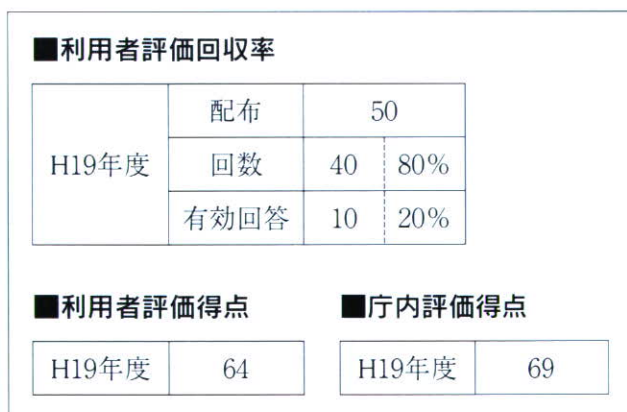 ■利用者評価回収率
H19年度
配布 50
回数 40 80%
有効回答 10 20%
■利用者評価得点
H19年度 64
■庁内評価得点
H19年度 69